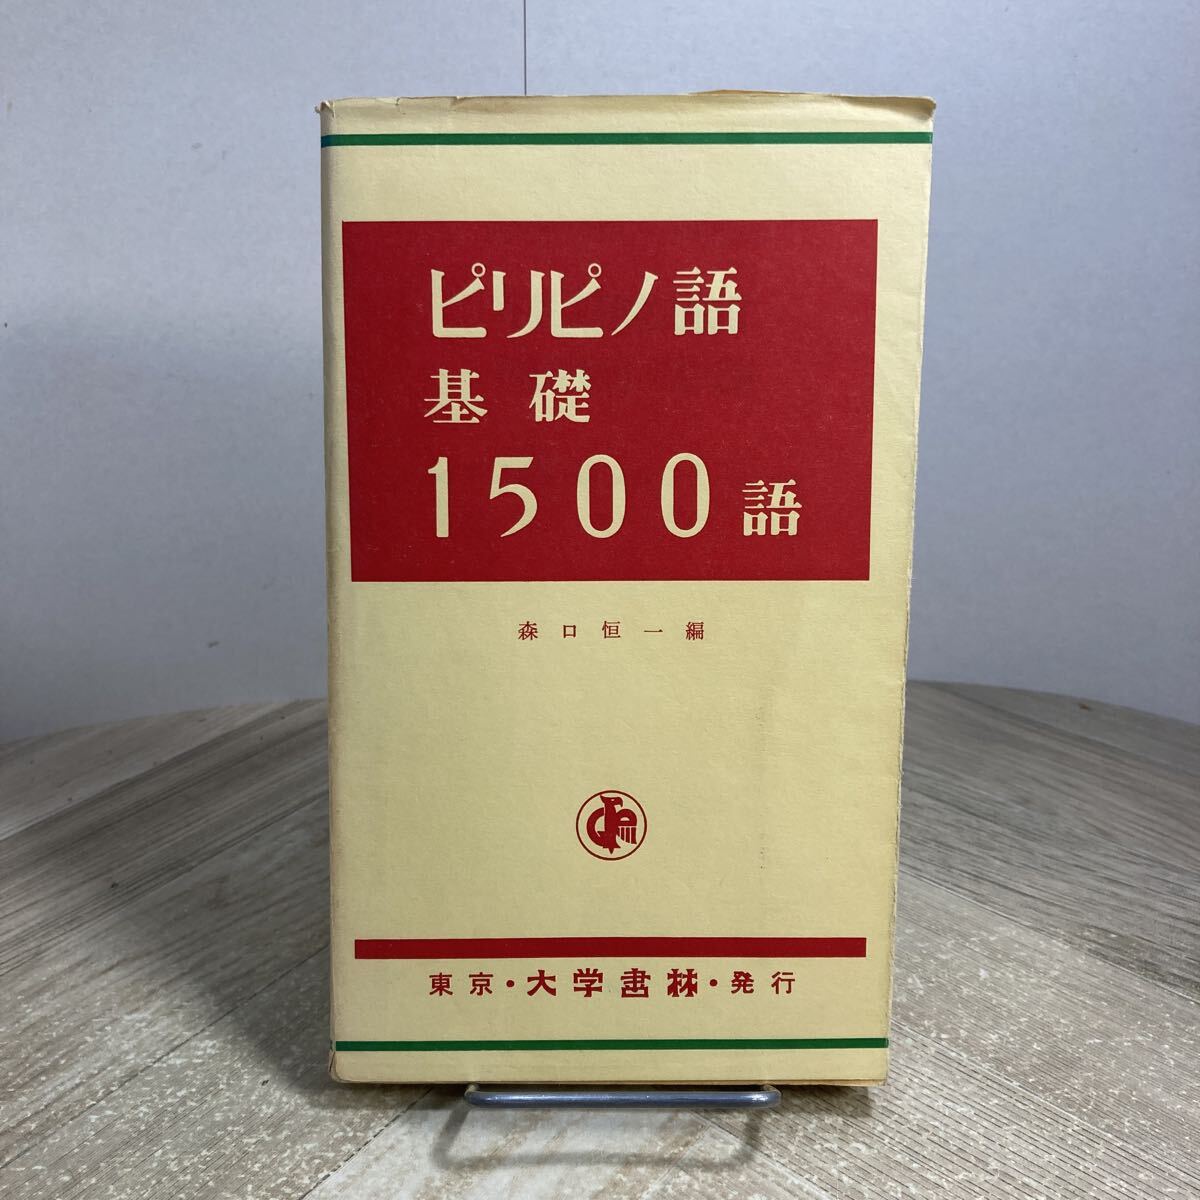 ピリピノ語
基礎
1500語
森口恒一編
東京・大学書林・発行